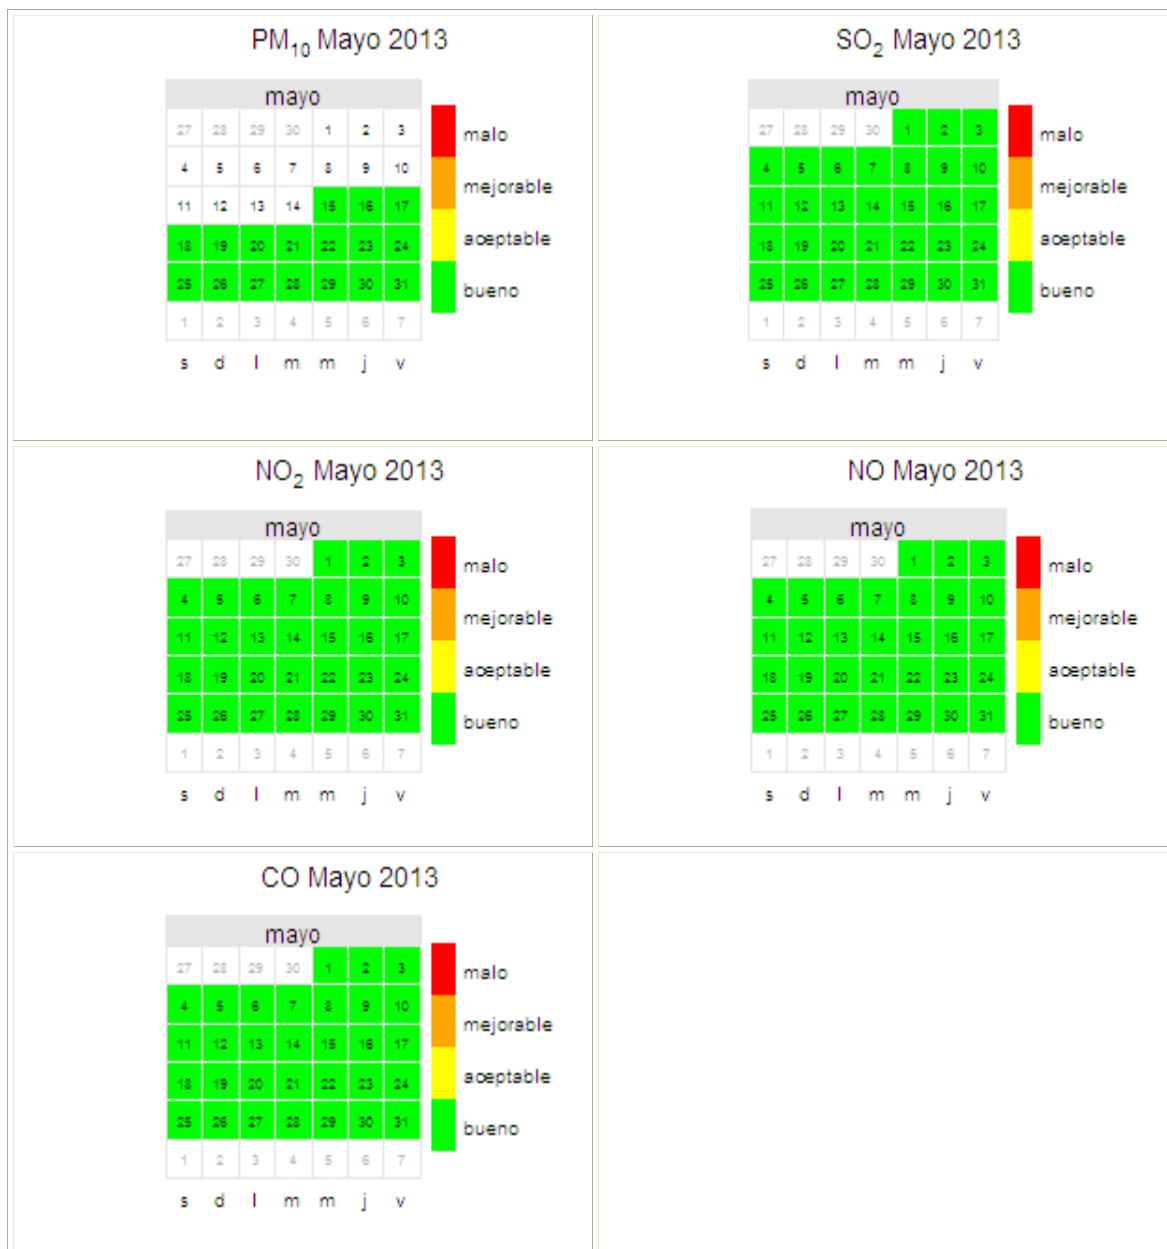 PM10 Mayo 2013
mayo
27 28 29 30 1 2 3
4 5 6 7 8 9 10
11 12 13 14 15 16 17
18 19 20 21 22 23 24
25 26 27 28 29 30 31
1 2 3 4 5 6 7
s d l m m j v
malo
mejorable
aceptable
bueno
SO2 Mayo 2013
mayo
27 28 29 30 1 2 3
4 5 6 7 8 9 10
11 12 13 14 15 16 17
18 19 20 21 22 23 24
25 26 27 28 29 30 31
1 2 3 4 5 6 7
s d l m m j v
malo
mejorable
aceptable
bueno
NO2 Mayo 2013
mayo
27 28 29 30 1 2 3
4 5 6 7 8 9 10
11 12 13 14 15 16 17
18 19 20 21 22 23 24
25 26 27 28 29 30 31
1 2 3 4 5 6 7
s d l m m j v
malo
mejorable
aceptable
bueno
NO Mayo 2013
mayo
27 28 29 30 1 2 3
4 5 6 7 8 9 10
11 12 13 14 15 16 17
18 19 20 21 22 23 24
25 26 27 28 29 30 31
1 2 3 4 5 6 7
s d l m m j v
malo
mejorable
aceptable
bueno
CO Mayo 2013
mayo
27 28 29 30 1 2 3
4 5 6 7 8 9 10
11 12 13 14 15 16 17
18 19 20 21 22 23 24
25 26 27 28 29 30 31
1 2 3 4 5 6 7
s d l m m j v
malo
mejorable
aceptable
bueno